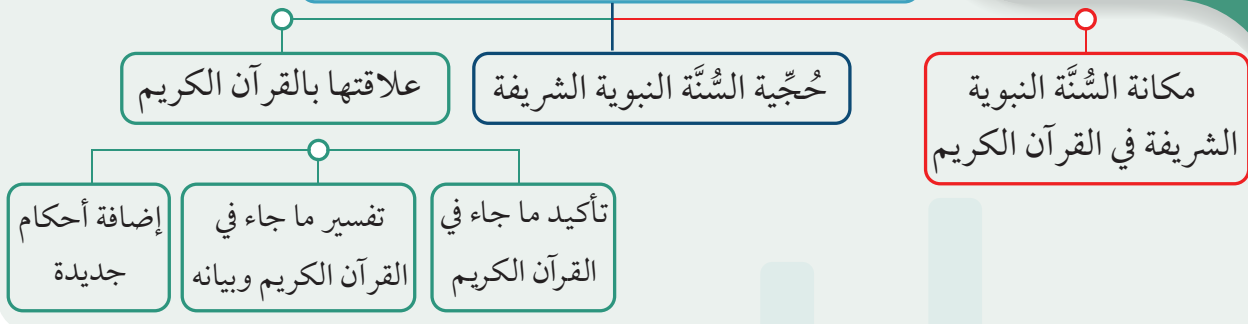 مكانة السُّنَّة النبوية
الشريفة في القرآن الكريم
حُجِّية السُّنَّة النبوية الشريفة
علاقتها بالقرآن الكريم
تأكيد ما جاء في
القرآن الكريم
تفسير ما جاء في
القرآن الكريم وبيانه
إضافة أحكام
جديدة